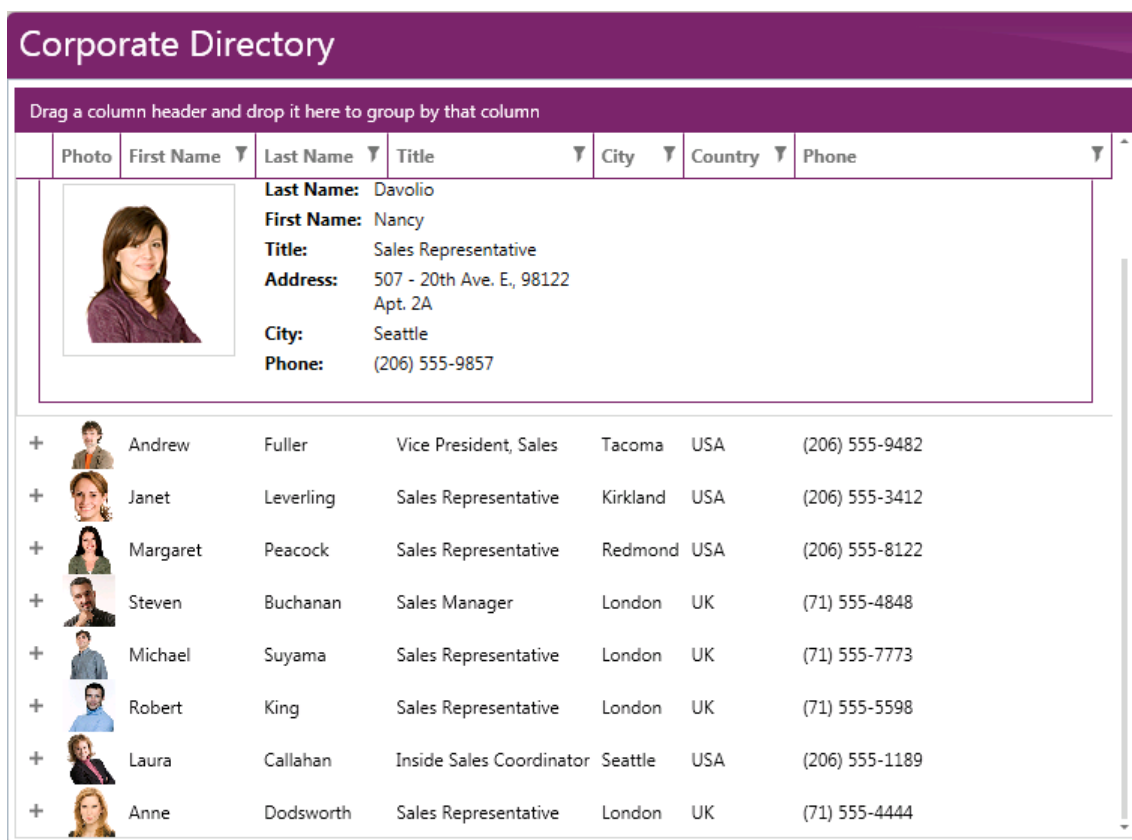 Corporate Directory
Drag a column header and drop it here to group by that column
Photo First Name Last Name Title City Country Phone
Last Name: Davolio
First Name: Nancy
Title: Sales Representative
Address: 507 - 20th Ave. E., 98122
Apt. 2A
City: Seattle
Phone: (206) 555-9857
Andrew Fuller Vice President, Sales Tacoma USA (206) 555-9482
Janet Leverling Sales Representative Kirkland USA (206) 555-3412
Margaret Peacock Sales Representative Redmond USA (206) 555-8122
Steven Buchanan Sales Manager London UK (71) 555-4848
Michael Suyama Sales Representative London UK (71) 555-7773
Robert King Sales Representative London UK (71) 555-5598
Laura Callahan Inside Sales Coordinator Seattle USA (206) 555-1189
Anne Dodsworth Sales Representative London UK (71) 555-4444